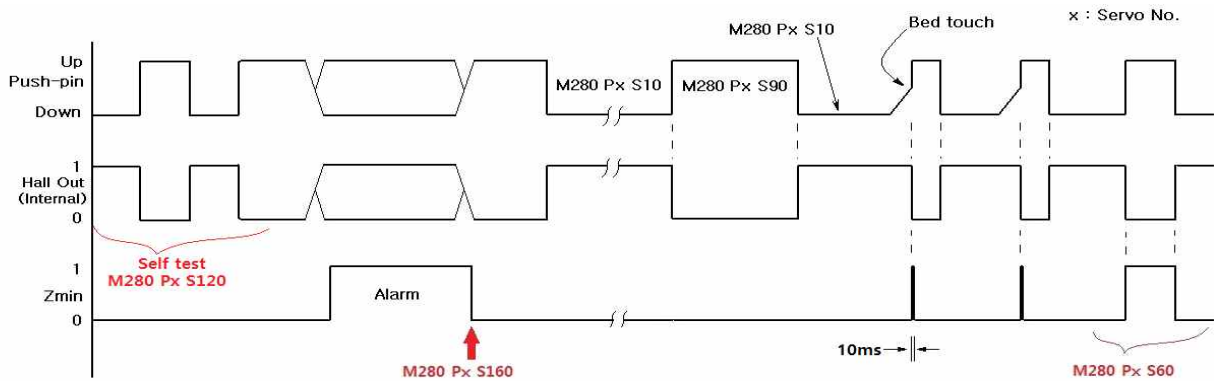 x : Servo No.
M280 Px S10
Bed touch
Up
Push-pin
Down
M280 Px S10
M280 Px S90
1
Hall Out
(Internal)
0
Self test
M280 Px S120
1
Zmin
0
Alarm
10ms
M280 Px S160
M280 Px S60